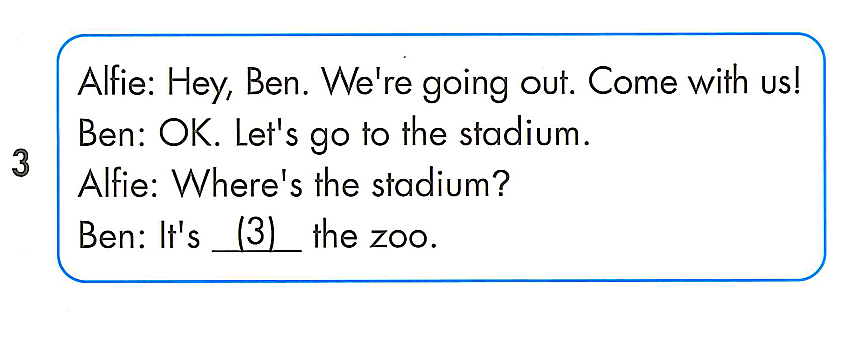 3
Alfie: Hey, Ben. We're going out. Come with us!
Ben: OK. Let's go to the stadium.
Alfie: Where's the stadium?
Ben: It's (3) the zoo.